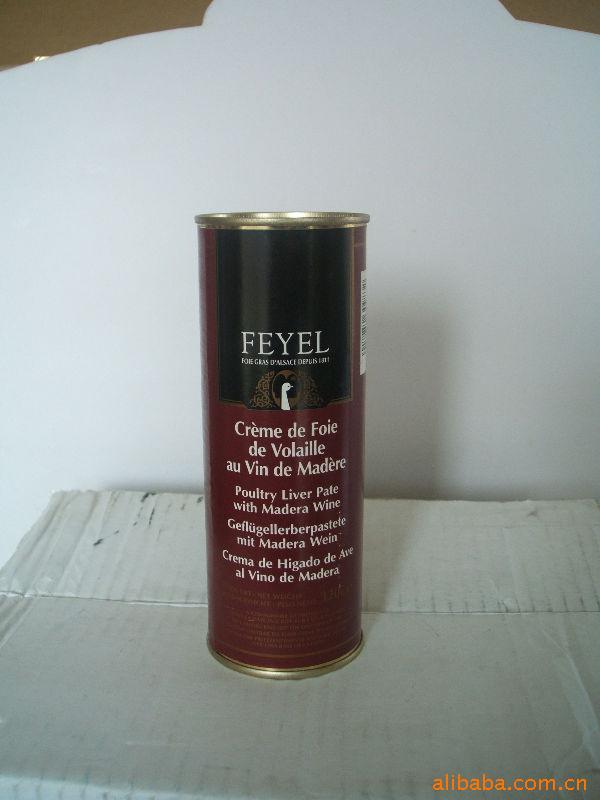 FEYEL
FOIE GRAS D'ALSACE DEPUIS 1811
Crème de Foie
de Volaille
au Vin de Madère
Poultry Liver Pate
with Madera Wine
Geflügellerberpastete
mit Madera Wein
Crema de Higado de Ave
al Vino de Madera
alibaba.com.cn